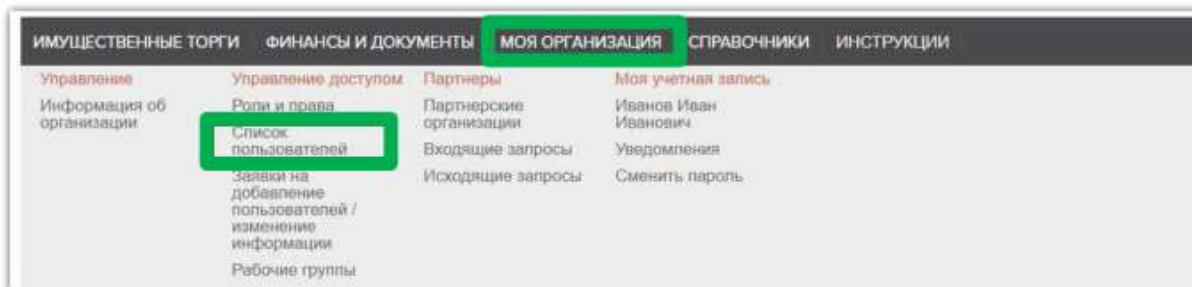 ИМУЩЕСТВЕННЫЕ ТОРГИ ФИНАНСЫ И ДОКУМЕНТЫ МОЯ ОРГАНИЗАЦИЯ СПРАВОЧНИКИ ИНСТРУКЦИИ
Управление
Информация об
организации
Управление доступом
Роли и права
Список
пользователей
Заявки на
добавление
пользователей /
изменение
информации
Рабочие группы
Партнеры
Партнерские
организации
Входящие запросы
Исходящие запросы
Моя учетная запись
Иванов Иван
Иванович
Уведомления
Сменить пароль